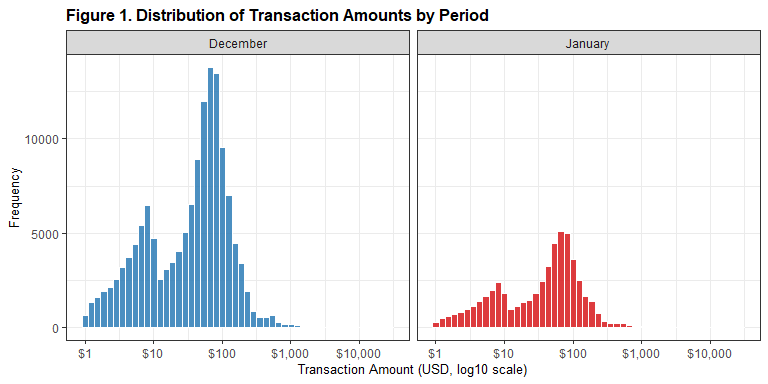 Figure 1. Distribution of Transaction Amounts by Period
December
January
Frequency
10000
5000
0
$1 $10 $100 $1,000 $10,000
$1 $10 $100 $1,000 $10,000
Transaction Amount (USD, log10 scale)